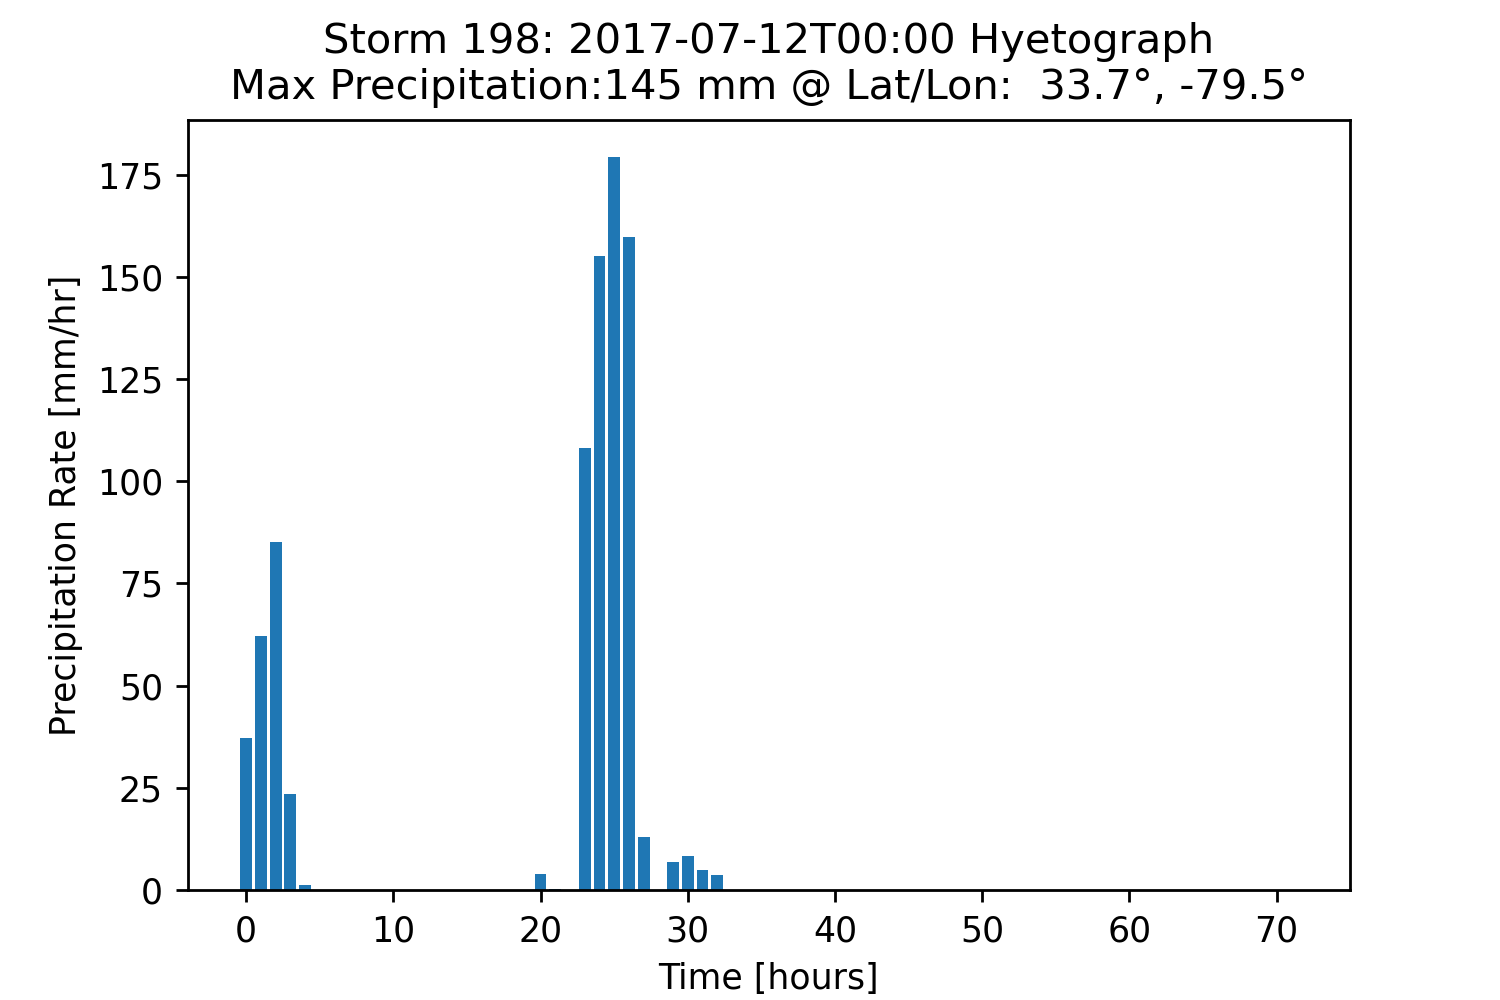 Storm 198: 2017-07-12T00:00 Hyetograph
Max Precipitation:145 mm @ Lat/Lon:  33.7°, -79.5°
Precipitation Rate [mm/hr]
175
150
125
100
75
50
25
0
0 10 20 30 40 50 60 70
Time [hours]